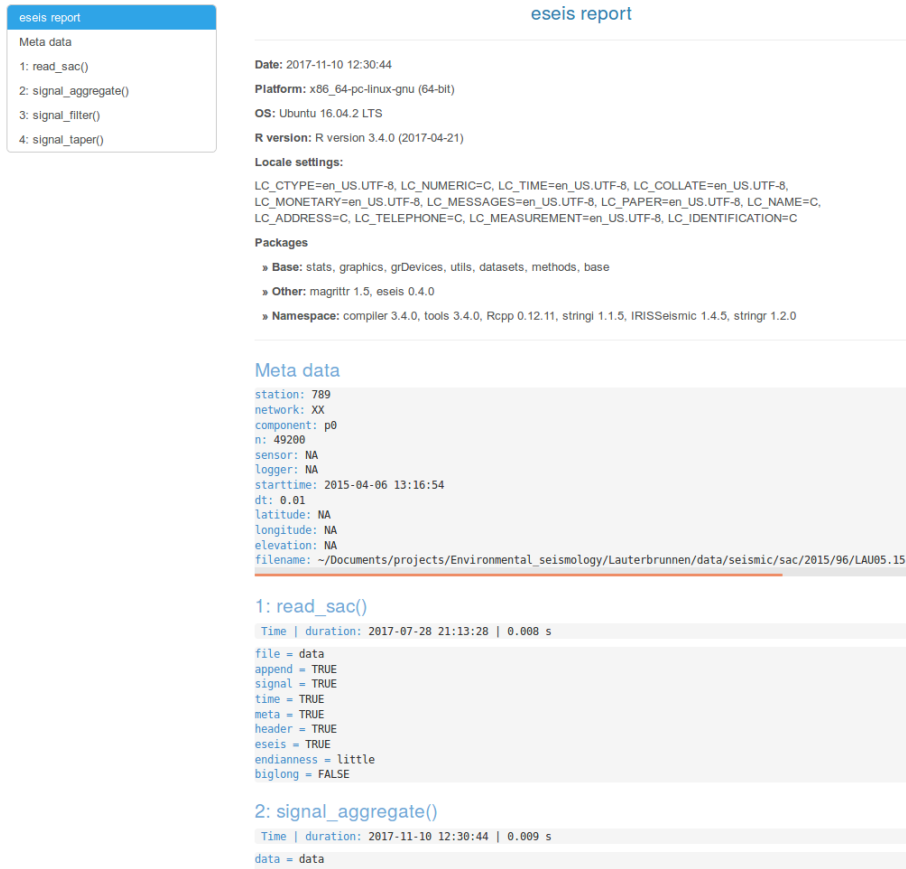 eseis report
Meta data
1: read_sac()
2: signal_aggregate()
3: signal_filter()
4: signal_taper()
eseis report
Date: 2017-11-10 12:30:44
Platform: x86_64-pc-linux-gnu (64-bit)
OS: Ubuntu 16.04.2 LTS
R version: R version 3.4.0 (2017-04-21)
Locale settings:
LC_CTYPE=en_US.UTF-8, LC_NUMERIC=C, LC_TIME=en_US.UTF-8, LC_COLLATE=en_US.UTF-8,
LC_MONETARY=en_US.UTF-8, LC_MESSAGES=en_US.UTF-8, LC_PAPER=en_US.UTF-8, LC_NAME=C,
LC_ADDRESS=C, LC_TELEPHONE=C, LC_MEASUREMENT=en_US.UTF-8, LC_IDENTIFICATION=C
Packages
» Base: stats, graphics, grDevices, utils, datasets, methods, base
» Other: magrittr 1.5, eseis 0.4.0
» Namespace: compiler 3.4.0, tools 3.4.0, Rcpp 0.12.11, stringi 1.1.5, IRISSeismic 1.4.5, stringr 1.2.0
Meta data
station: 789
network: XX
component: p0
n: 49200
sensor: NA
logger: NA
starttime: 2015-04-06 13:16:54
dt: 0.01
latitude: NA
longitude: NA
elevation: NA
filename: ~/Documents/projects/Environmental_seismology/Lauterbrunnen/data/seismic/sac/2015/96/LAU05.15
1: read_sac()
Time | duration: 2017-07-28 21:13:28 | 0.008 s
file = data
append = TRUE
signal = TRUE
time = TRUE
meta = TRUE
header = TRUE
eseis = TRUE
endianness = little
biglong = FALSE
2: signal_aggregate()
Time | duration: 2017-11-10 12:30:44 | 0.009 s
data = data